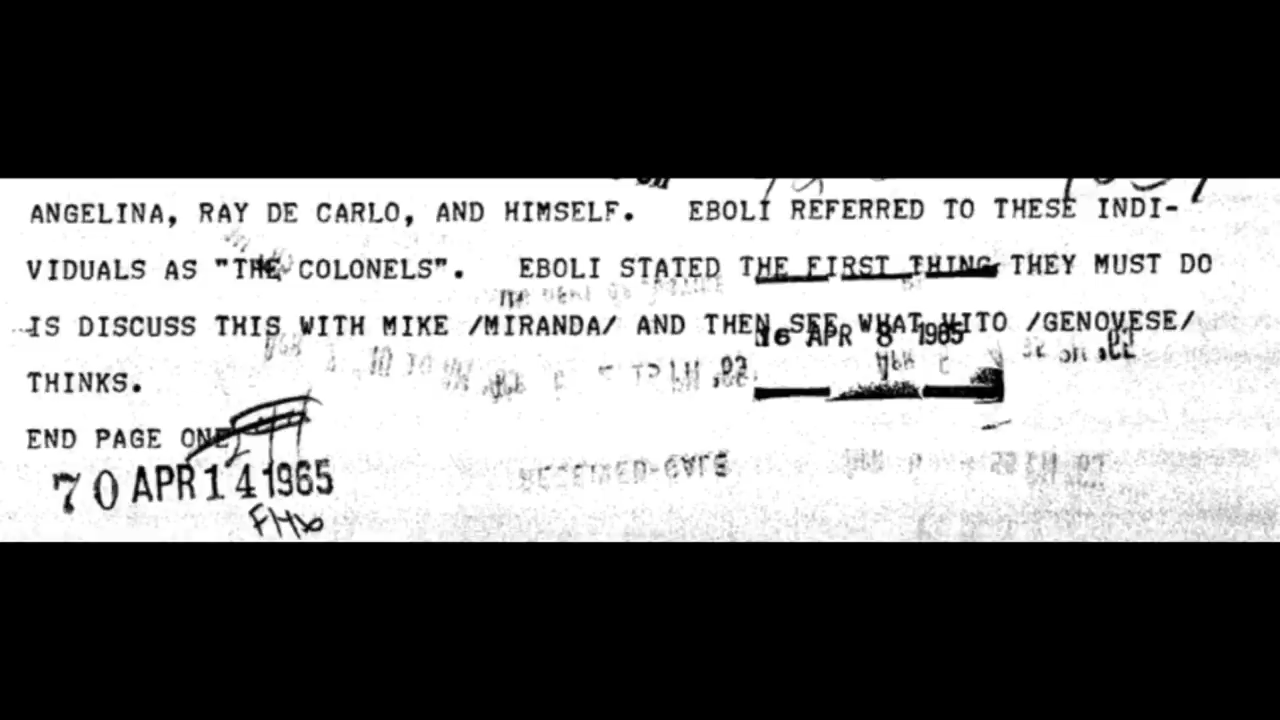 ANGELINA, RAY DE CARLO, AND HIMSELF. EBOLI REFERRED TO THESE INDI-
VIDUALS AS "THE COLONELS". EBOLI STATED THE FIRST THING THEY MUST DO
IS DISCUSS THIS WITH MIKE /MIRANDA/ AND THEN SEE WHAT VITO /GENOVESE/
16 APR 8 1965
THINKS.
END PAGE ONE
70 APR 14 1965